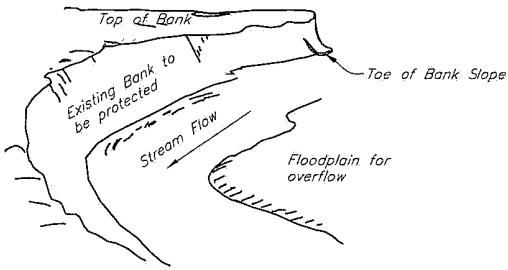 Top of Bank
Existing Bank to
be protected
Toe of Bank Slope
Stream Flow
Floodplain for
overflow